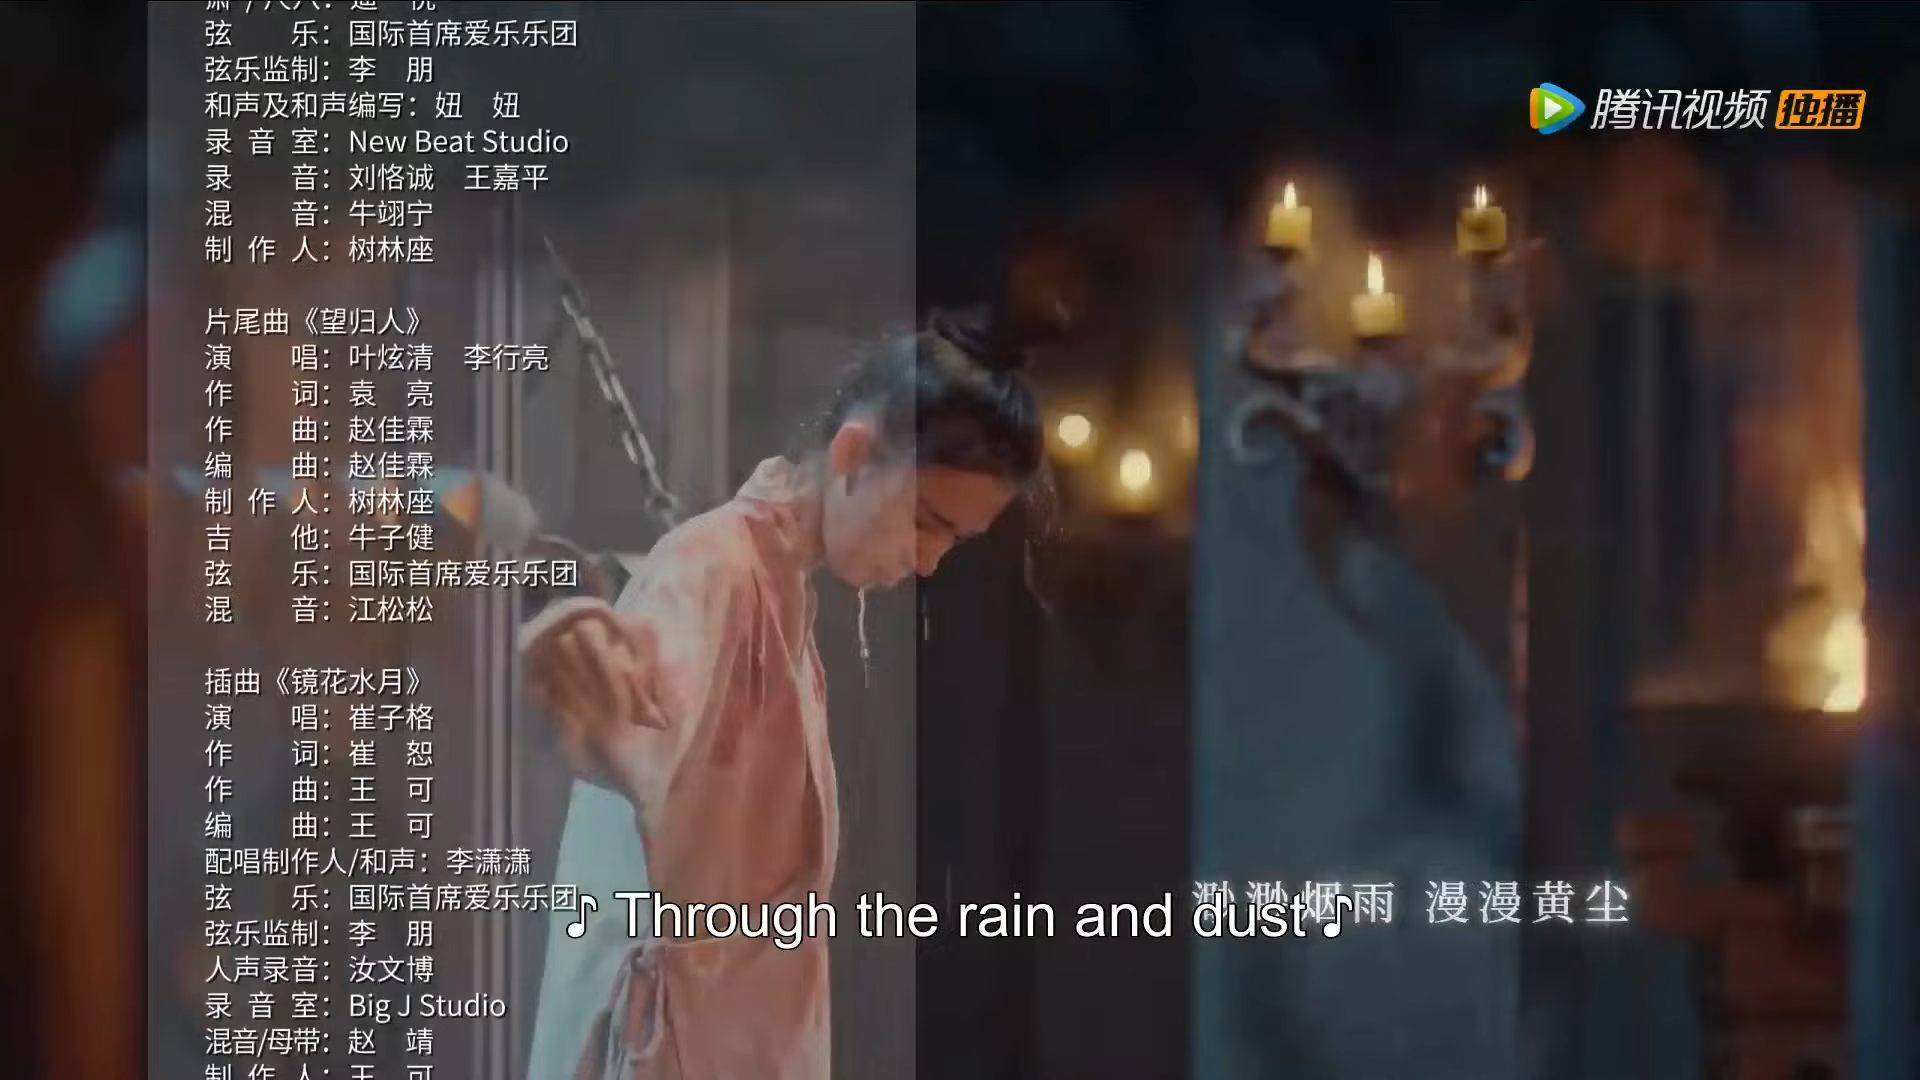 弦 乐：国际首席爱乐乐团
弦乐监制：李 朋
和声及和声编写：妞 妞
录 音 室：New Beat Studio
录 音：刘恪诚 王嘉平
混 音：牛翊宁
制 作 人：树林座
片尾曲《望归人》
演 唱：叶炫清 李行亮
作 词：袁 亮
作 曲：赵佳霖
编 曲：赵佳霖
制 作 人：树林座
吉 他：牛子健
弦 乐：国际首席爱乐乐团
混 音：江松松
插曲《镜花水月》
演 唱：崔子格
作 词：崔 恕
作 曲：王 可
编 曲：王 可
配唱制作人/和声：李潇潇
弦 乐：国际首席爱乐乐团
弦乐监制：李 朋
人声录音：汝文博
录 音 室：Big J Studio
混音/母带：赵 靖
制 作 人：王 可
腾讯视频 独播
渺渺烟雨 漫漫黄尘
♪ Through the rain and dust ♪